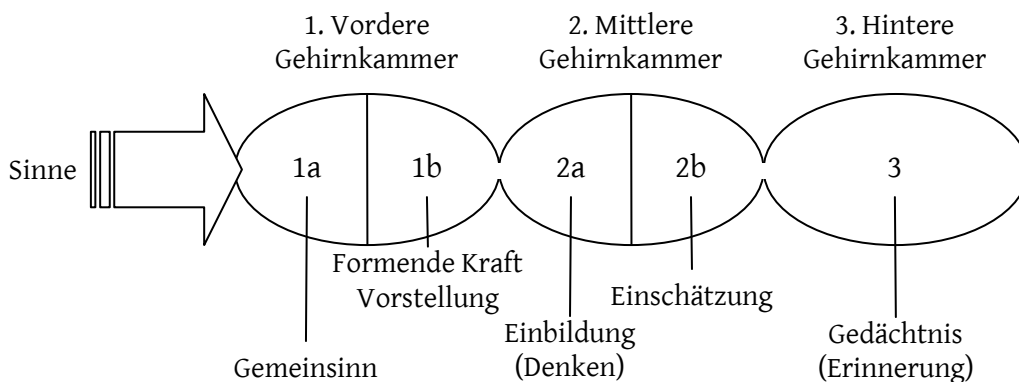 1. Vordere
Gehirnkammer
2. Mittlere
Gehirnkammer
3. Hintere
Gehirnkammer
Sinne
1a
1b
2a
2b
3
Formende Kraft
Vorstellung
Einschätzung
Einbildung
(Denken)
Gedächtnis
(Erinnerung)
Gemeinsinn